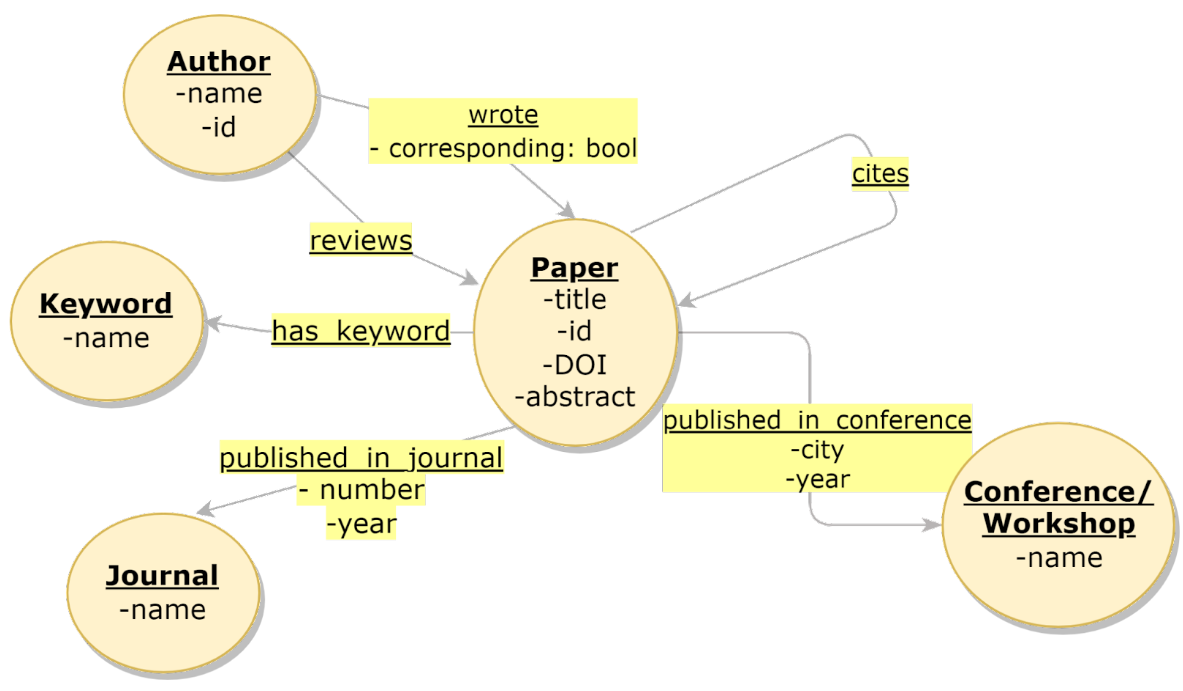 Author
-name
-id
wrote
- corresponding: bool
cites
reviews
Paper
-title
-id
-DOI
-abstract
Keyword
-name
has_keyword
published_in_journal
- number
-year
published_in_conference
-city
-year
Conference/
Workshop
-name
Journal
-name